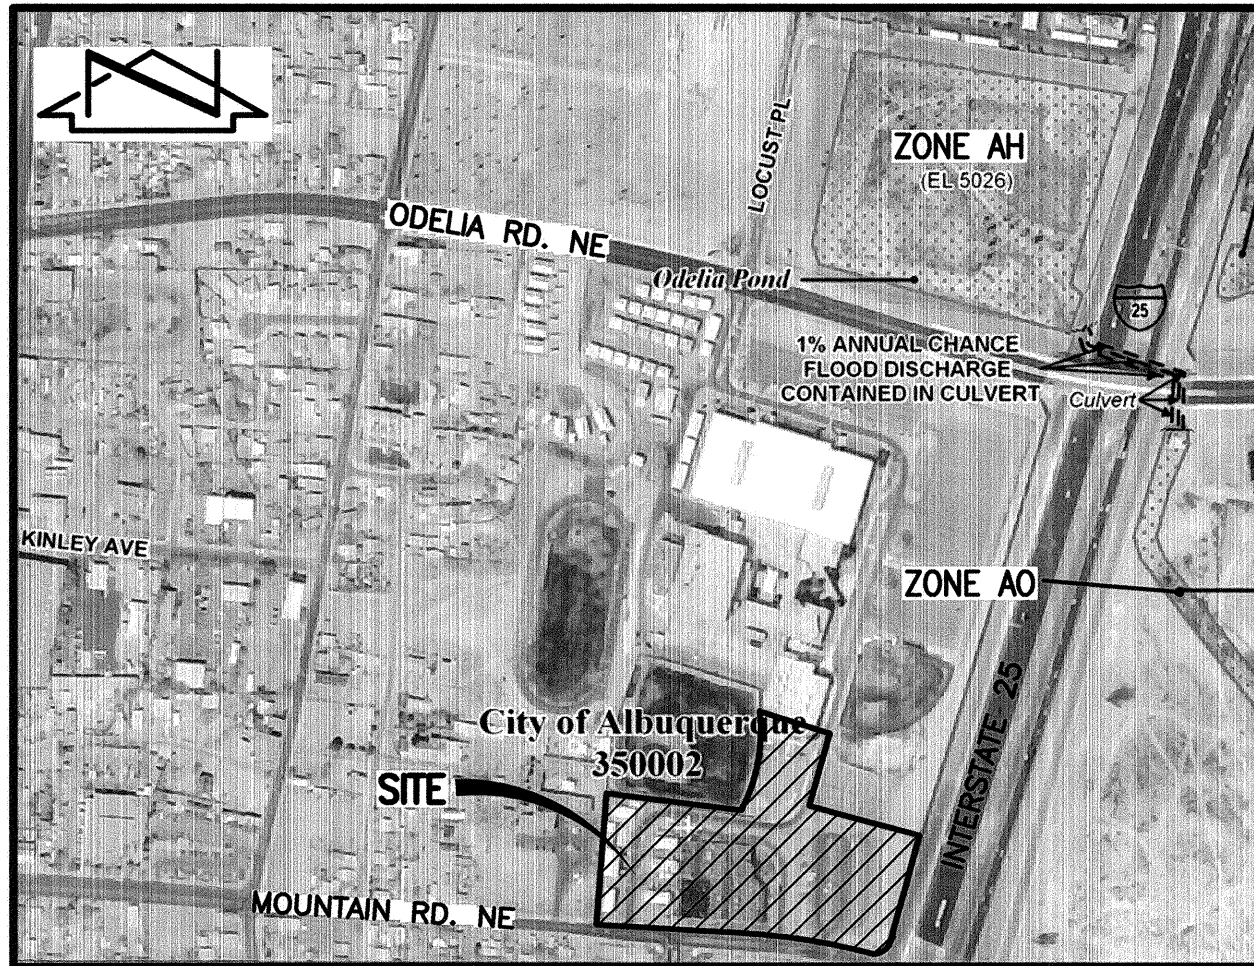 N
LOCUST PL
ZONE AH
(EL 5026)
ODELIA RD. NE
Odelia Pond
25
1% ANNUAL CHANCE
FLOOD DISCHARGE
CONTAINED IN CULVERT
Culvert
KINLEY AVE
ZONE AO
INTERSTATE 25
City of Albuquerque
350002
SITE
MOUNTAIN RD. NE